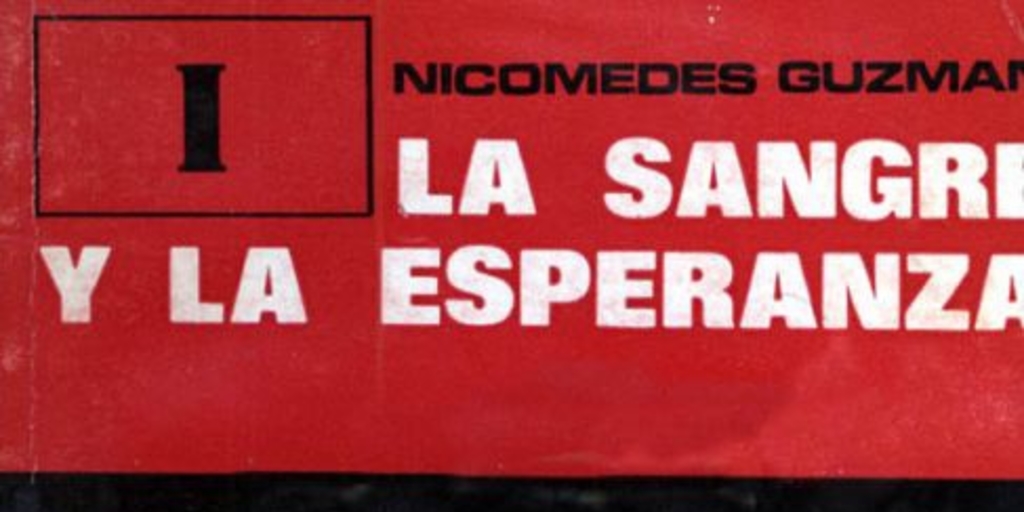 I
NICOMEDES GUZMAN
LA SANGRE
Y LA ESPERANZA